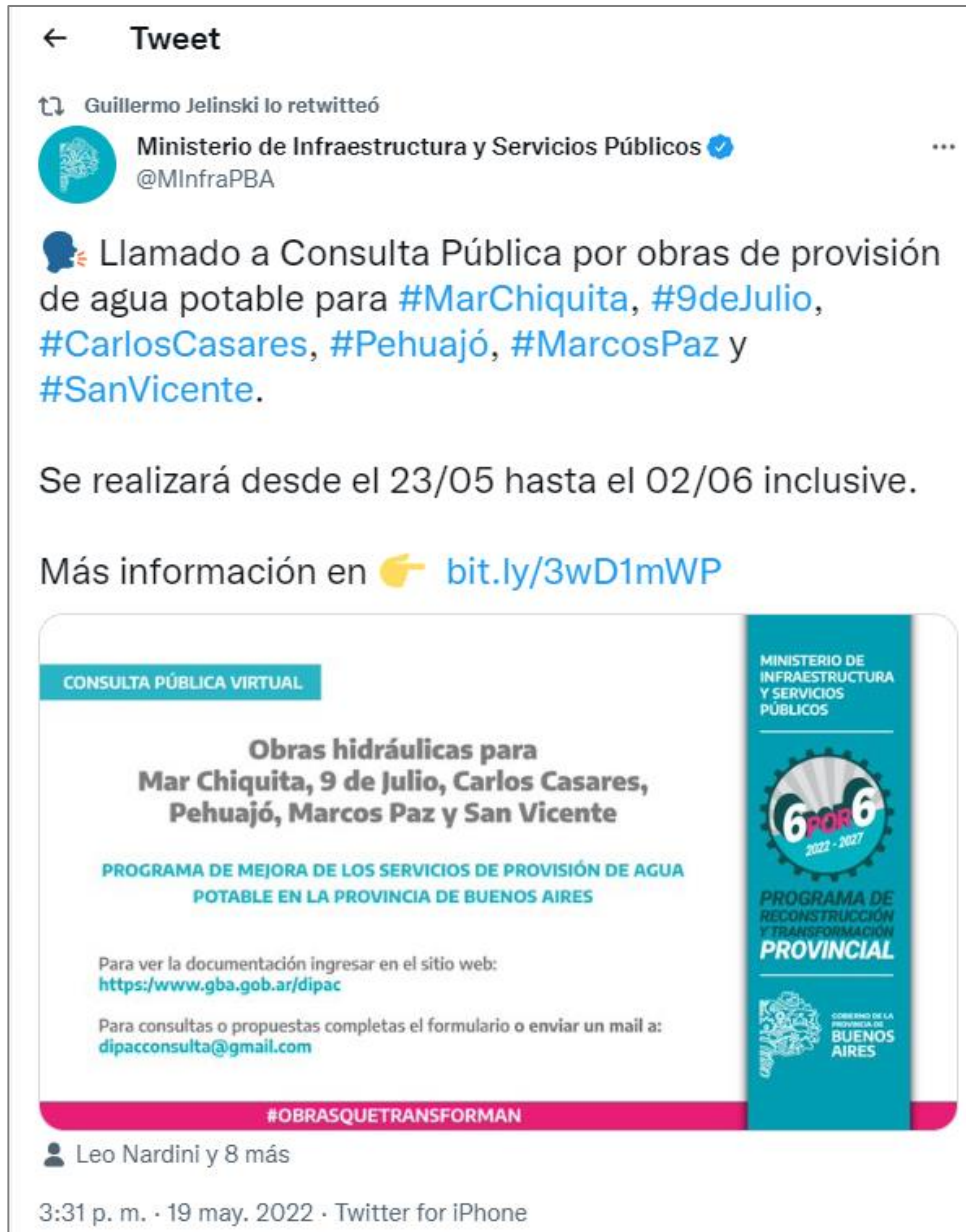 Tweet
Guillermo Jelinski lo retwitteó
Ministerio de Infraestructura y Servicios Públicos
@MInfraPBA
Llamado a Consulta Pública por obras de provisión
de agua potable para #MarChiquita, #9deJulio,
#CarlosCasares, #Pehuajó, #MarcosPaz y
#SanVicente.
Se realizará desde el 23/05 hasta el 02/06 inclusive.
Más información en bit.ly/3wD1mWP
CONSULTA PÚBLICA VIRTUAL
Obras hidráulicas para
Mar Chiquita, 9 de Julio, Carlos Casares,
Pehuajó, Marcos Paz y San Vicente
PROGRAMA DE MEJORA DE LOS SERVICIOS DE PROVISIÓN DE AGUA
POTABLE EN LA PROVINCIA DE BUENOS AIRES
Para ver la documentación ingresar en el sitio web:
https:/www.gba.gob.ar/dipac
Para consultas o propuestas completas el formulario o enviar un mail a:
dipacconsulta@gmail.com
#OBRASQUETRANSFORMAN
MINISTERIO DE
INFRAESTRUCTURA
Y SERVICIOS
PÚBLICOS
6POR6
2022 - 2027
PROGRAMA DE
RECONSTRUCCIÓN
Y TRANSFORMACIÓN
PROVINCIAL
GOBIERNO DE LA
PROVINCIA DE
BUENOS
AIRES
Leo Nardini y 8 más
3:31 p. m. · 19 may. 2022 · Twitter for iPhone